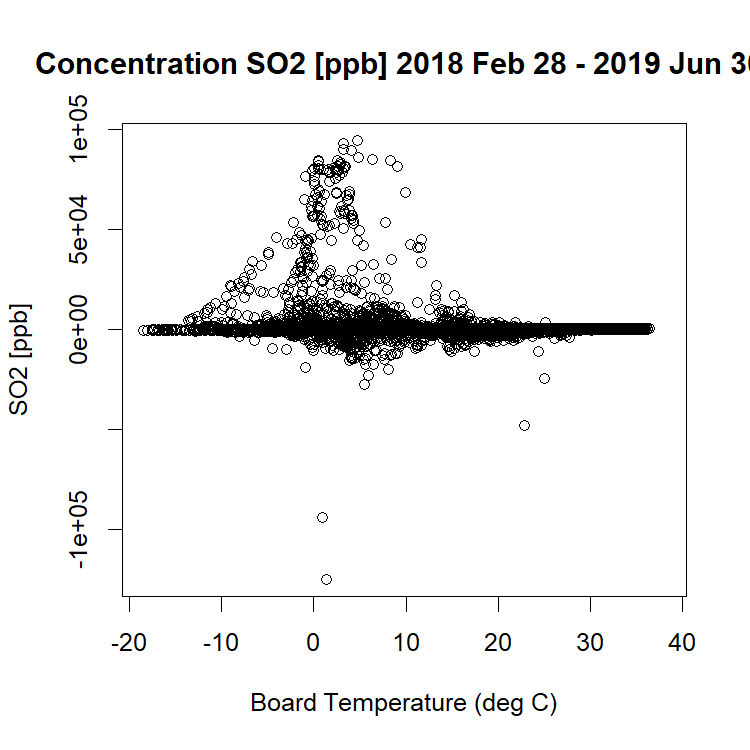 Concentration SO2 [ppb] 2018 Feb 28 - 2019 Jun 30
1e+05
5e+04
0e+00
-1e+05
SO2 [ppb]
-20 -10 0 10 20 30 40
Board Temperature (deg C)